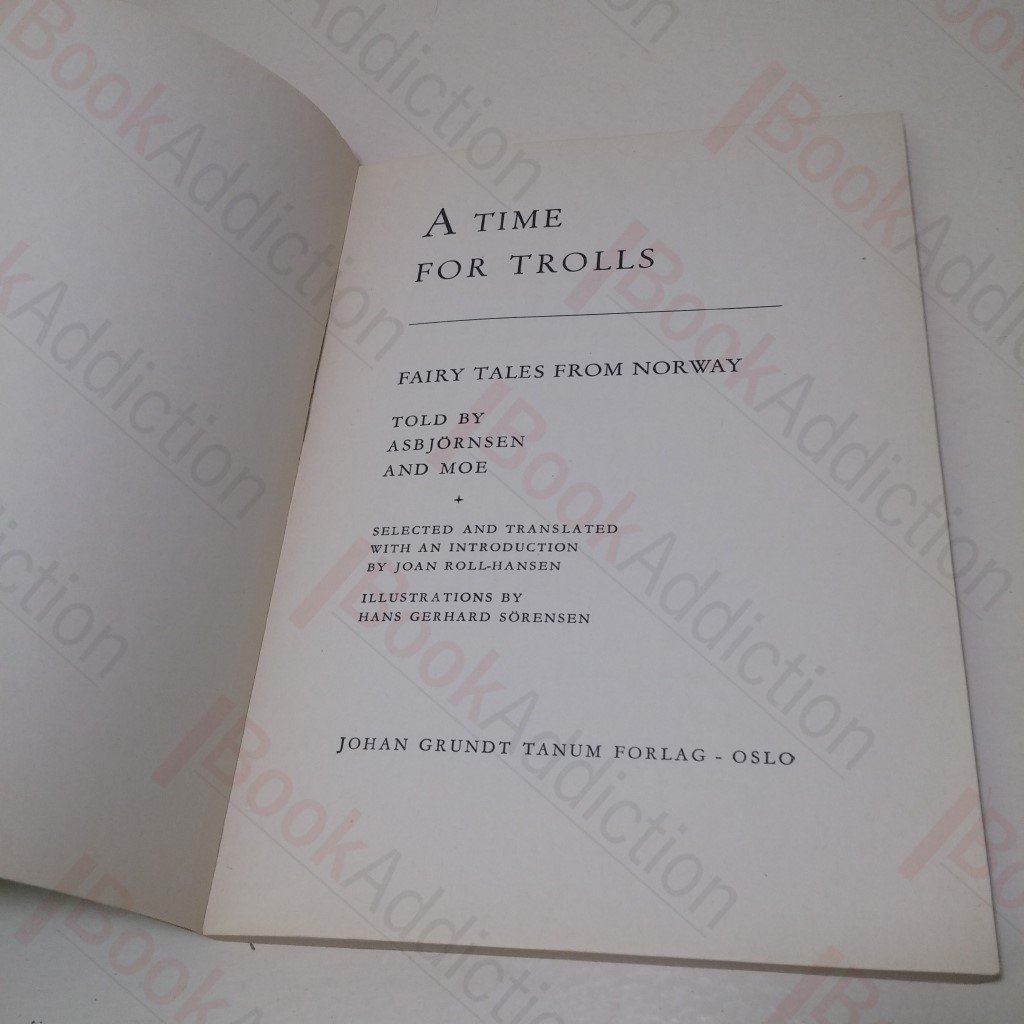 A TIME
FOR TROLLS
FAIRY TALES FROM NORWAY
TOLD BY
ASBJÖRNSEN
AND MOE
+
SELECTED AND TRANSLATED
WITH AN INTRODUCTION
BY JOAN ROLL-HANSEN
ILLUSTRATIONS BY
HANS GERHARD SÖRENSEN
JOHAN GRUNDT TANUM FORLAG - OSLO
BookAddiction